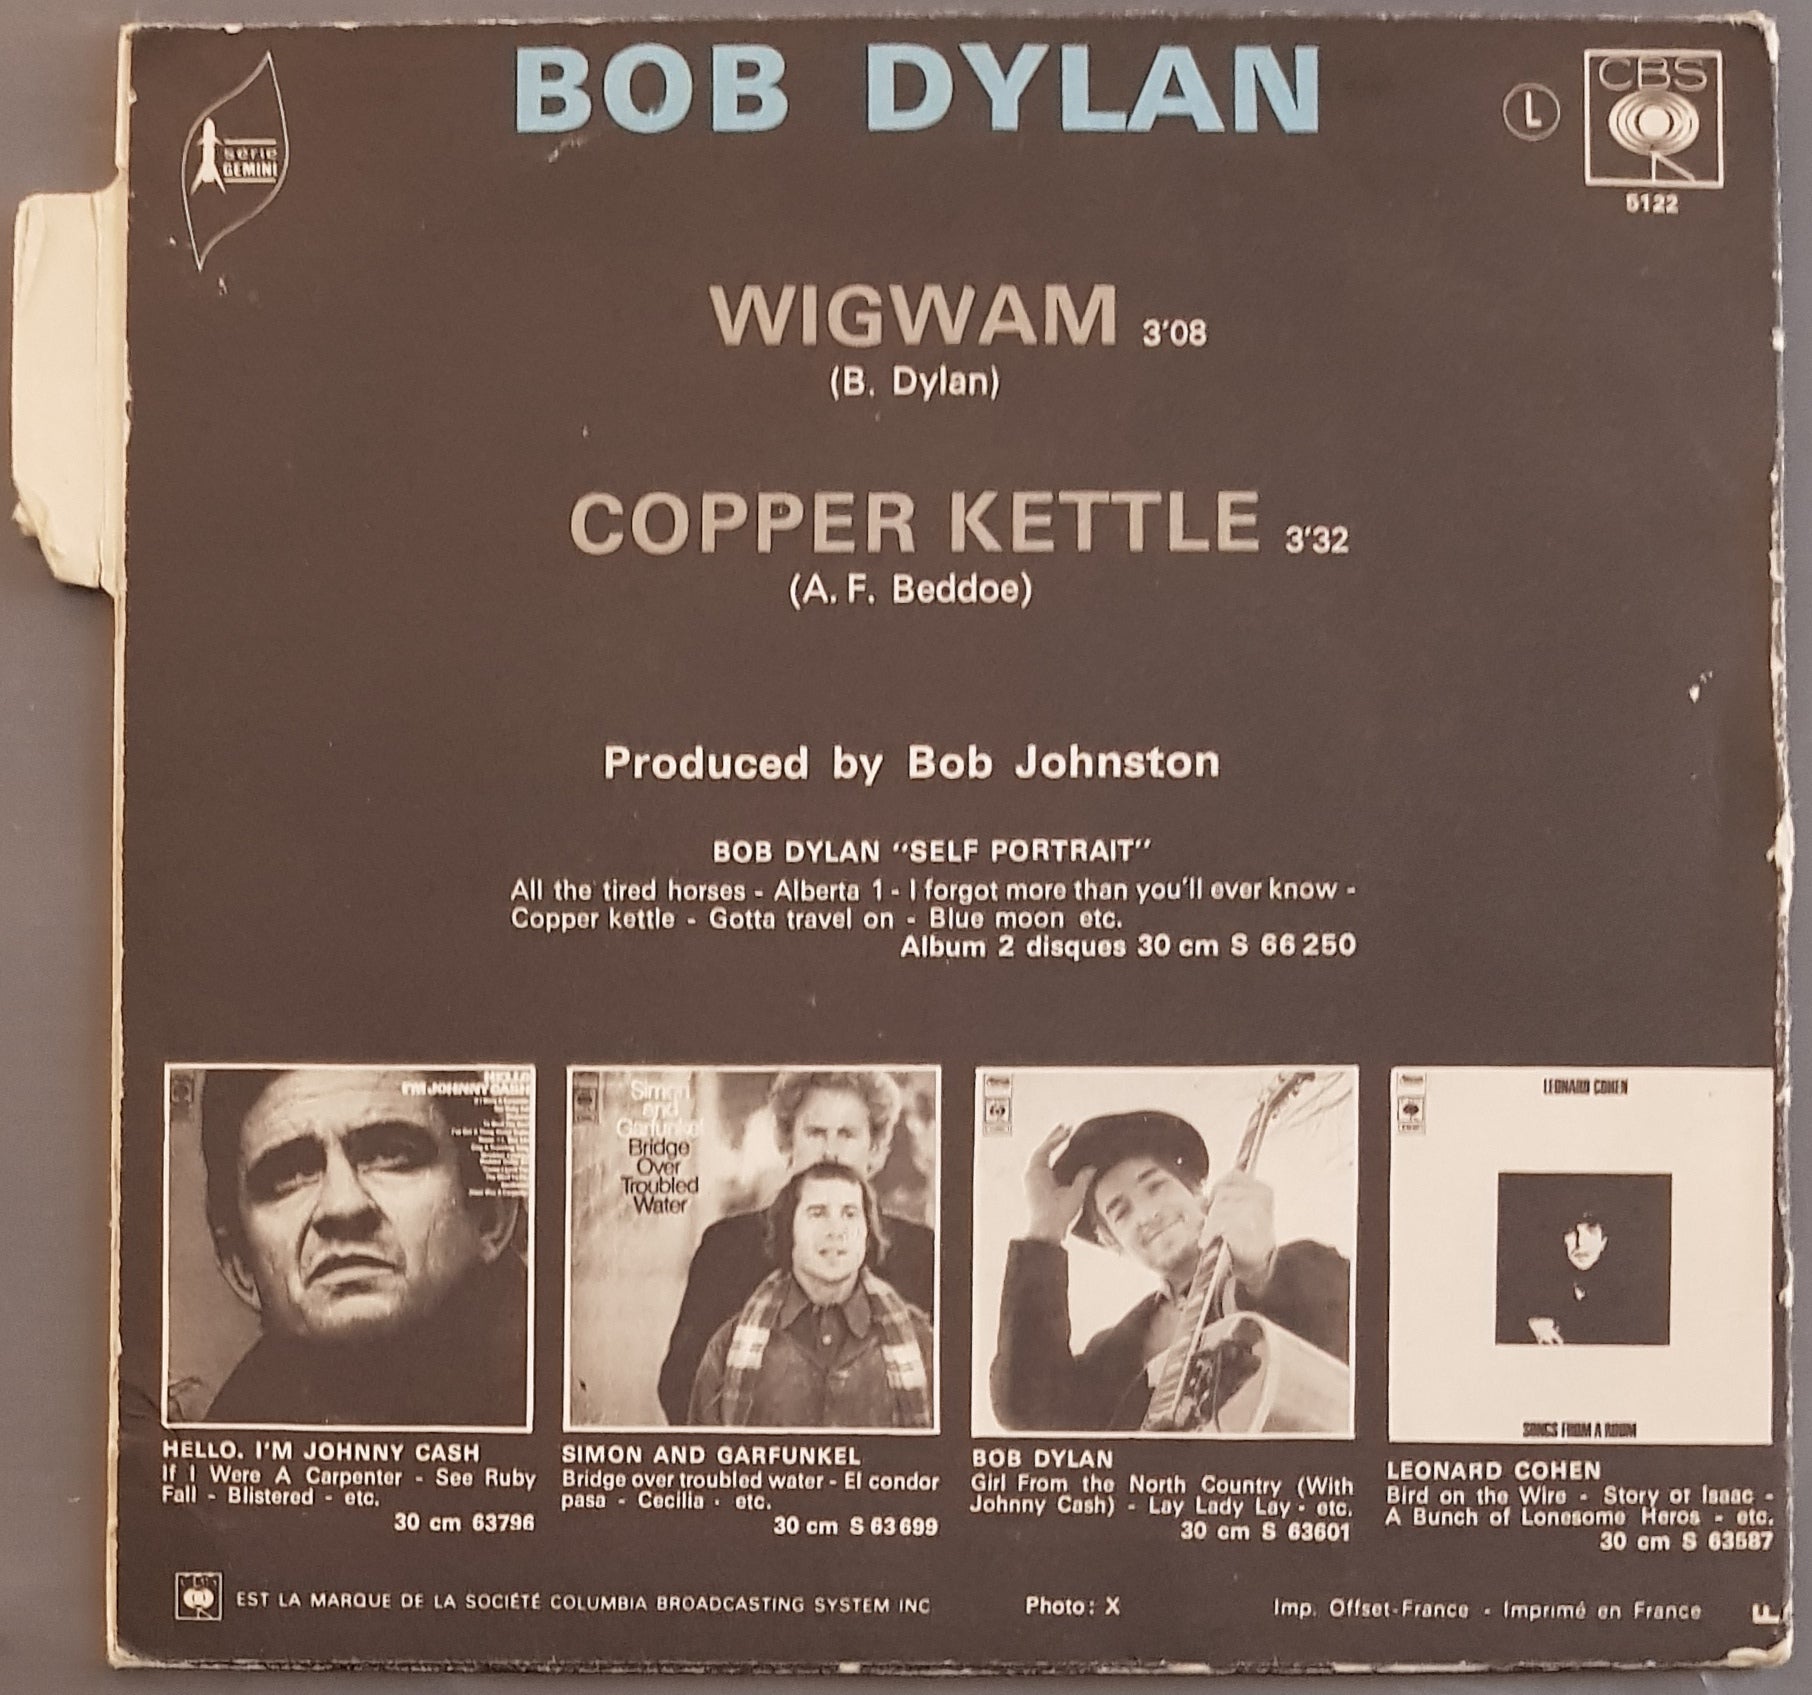 BOB DYLAN
série
GEMINI
L
CBS
5122
WIGWAM 3'08
(B. Dylan)
COPPER KETTLE 3'32
(A. F. Beddoe)
Produced by Bob Johnston
BOB DYLAN "SELF PORTRAIT"
All the tired horses - Alberta 1 - I forgot more than you'll ever know -
Copper kettle - Gotta travel on - Blue moon etc.
Album 2 disques 30 cm S 66 250
HELLO
I'M JOHNNY CASH
Simon
and
Garfunkel
Bridge
Over
Troubled
Water
LEONARD COHEN
SONGS FROM A ROOM
HELLO. I'M JOHNNY CASH
If I Were A Carpenter - See Ruby
Fall - Blistered - etc.
30 cm 63796
SIMON AND GARFUNKEL
Bridge over troubled water - El condor
pasa - Cecilia - etc.
30 cm S 63 699
BOB DYLAN
Girl From the North Country (With
Johnny Cash) - Lay Lady Lay - etc.
30 cm S 63601
LEONARD COHEN
Bird on the Wire - Story of Isaac -
A Bunch of Lonesome Heros - etc.
30 cm S 63587
EST LA MARQUE DE LA SOCIÉTÉ COLUMBIA BROADCASTING SYSTEM INC
Photo: X
Imp. Offset-France - Imprimé en France
F